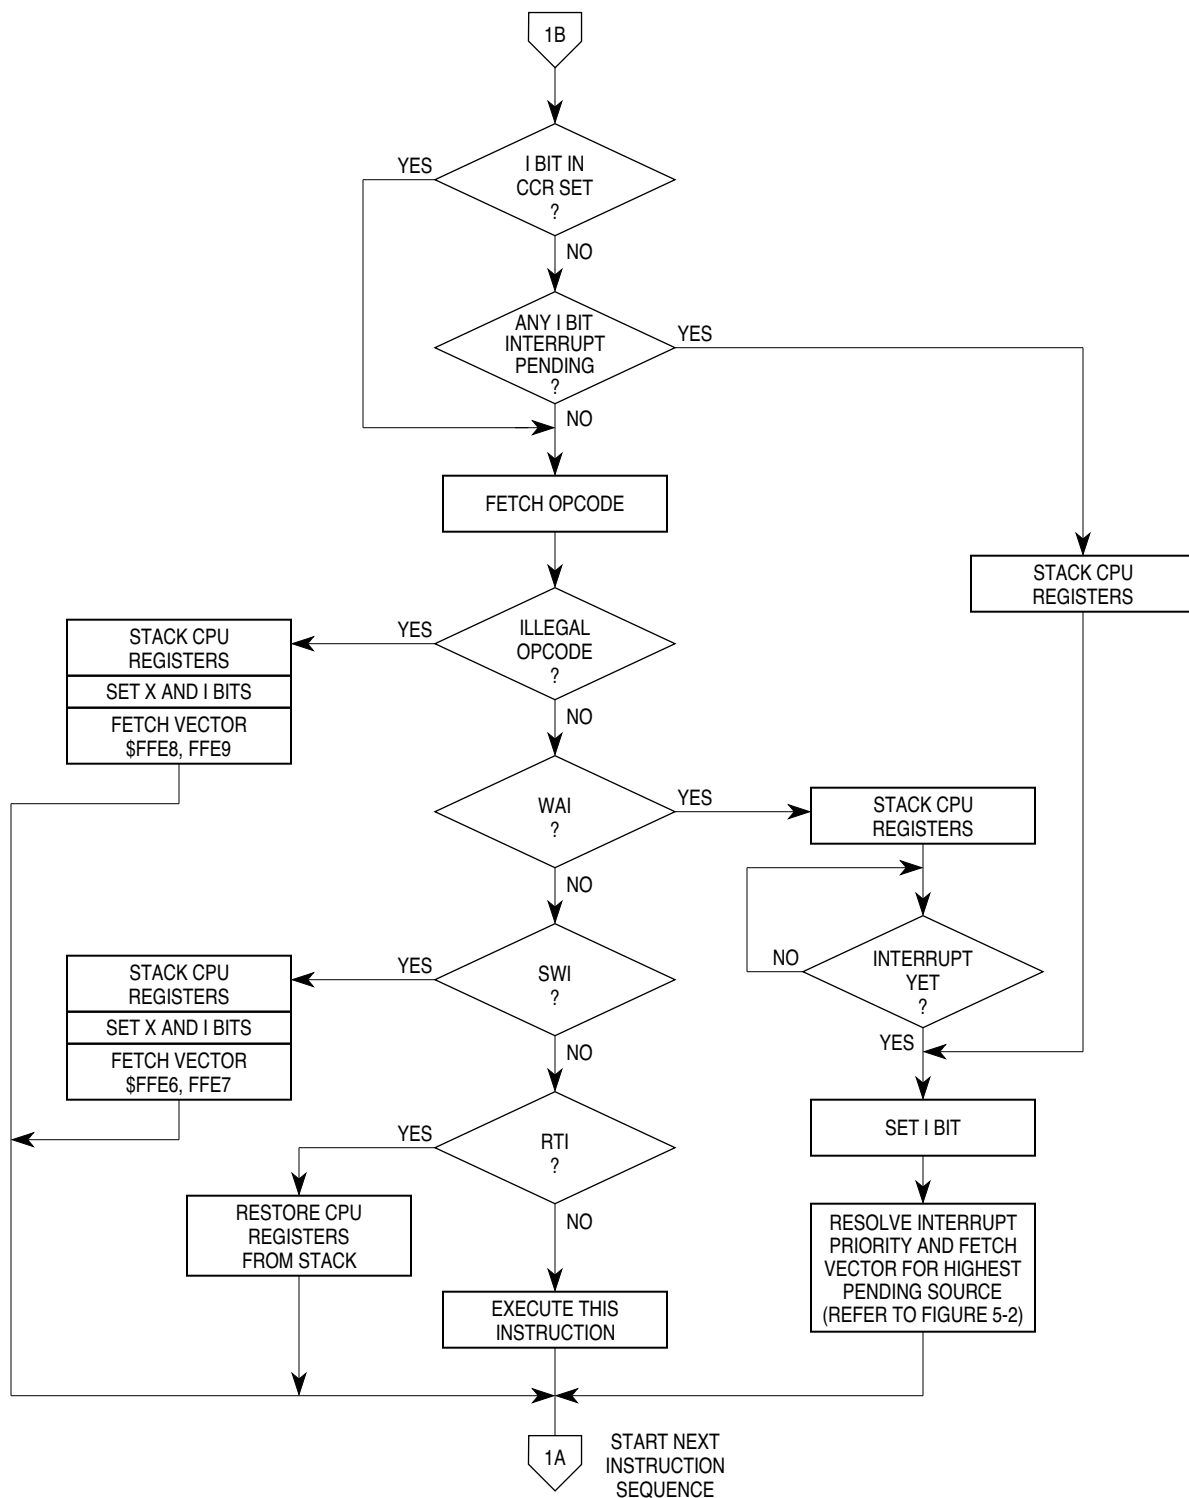 1B
I BIT IN
CCR SET
?
YES
NO
ANY I BIT
INTERRUPT
PENDING
?
YES
NO
FETCH OPCODE
STACK CPU
REGISTERS
ILLEGAL
OPCODE
?
YES
NO
STACK CPU
REGISTERS
SET X AND I BITS
FETCH VECTOR
$FFE8, FFE9
WAI
?
YES
NO
STACK CPU
REGISTERS
INTERRUPT
YET
?
NO
YES
SWI
?
YES
NO
STACK CPU
REGISTERS
SET X AND I BITS
FETCH VECTOR
$FFE6, FFE7
SET I BIT
RTI
?
YES
NO
RESTORE CPU
REGISTERS
FROM STACK
RESOLVE INTERRUPT
PRIORITY AND FETCH
VECTOR FOR HIGHEST
PENDING SOURCE
(REFER TO FIGURE 5-2)
EXECUTE THIS
INSTRUCTION
1A
START NEXT
INSTRUCTION
SEQUENCE